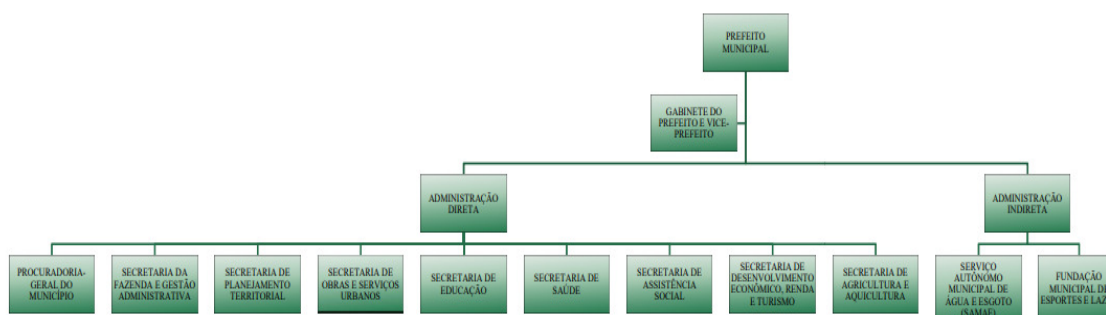 PREFEITO
MUNICIPAL
GABINETE DO
PREFEITO E VICE-
PREFEITO
ADMINISTRAÇÃO
DIRETA
ADMINISTRAÇÃO
INDIRETA
PROCURADORIA-
GERAL DO
MUNICÍPIO
SECRETARIA DA
FAZENDA E GESTÃO
ADMINISTRATIVA
SECRETARIA DE
PLANEJAMENTO
TERRITORIAL
SECRETARIA DE
OBRAS E SERVIÇOS
URBANOS
SECRETARIA DE
EDUCAÇÃO
SECRETARIA DE
SAÚDE
SECRETARIA DE
ASSISTÊNCIA
SOCIAL
SECRETARIA DE
DESENVOLVIMENTO
ECONÔMICO, RENDA
E TURISMO
SECRETARIA DE
AGRICULTURA E
AQUICULTURA
SERVIÇO
AUTÔNOMO
MUNICIPAL DE
ÁGUA E ESGOTO
(SAMAE)
FUNDAÇÃO
MUNICIPAL DE
ESPORTES E